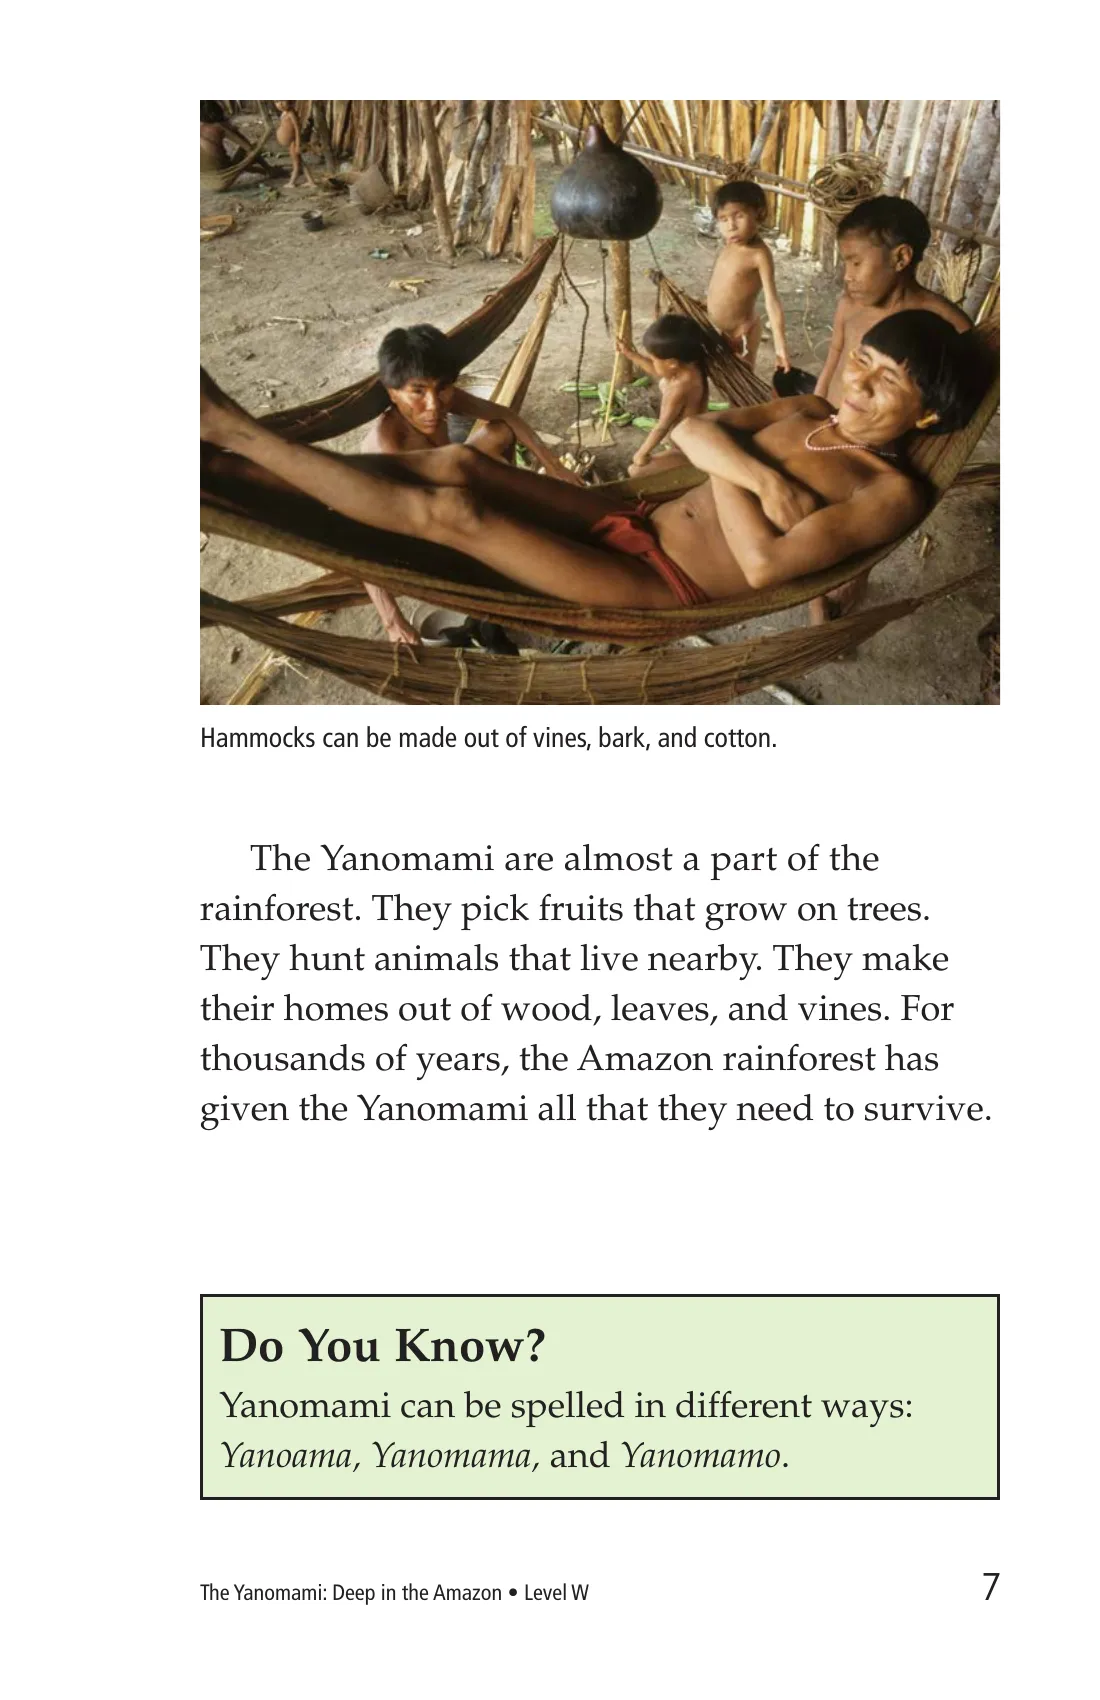 Hammocks can be made out of vines, bark, and cotton.
The Yanomami are almost a part of the
rainforest. They pick fruits that grow on trees.
They hunt animals that live nearby. They make
their homes out of wood, leaves, and vines. For
thousands of years, the Amazon rainforest has
given the Yanomami all that they need to survive.
Do You Know?
Yanomami can be spelled in different ways:
Yanoama, Yanomama, and Yanomamo.
The Yanomami: Deep in the Amazon • Level W
7